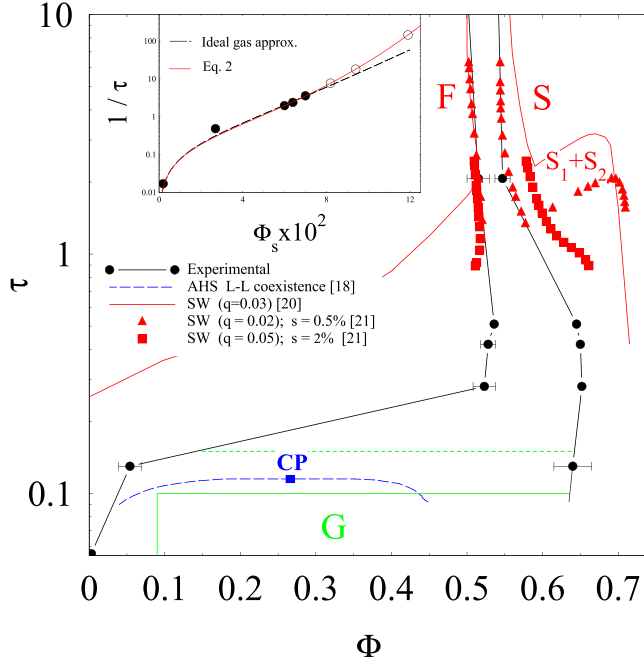 10
1
0.1
τ
0
0.1
0.2
0.3
0.4
0.5
0.6
0.7
Φ
100
10
1
0.1
0.01
1 / τ
0
4
8
12
Φsx10²
Ideal gas approx.
Eq. 2
F
S
S1+S2
Experimental
AHS L-L coexistence [18]
SW (q=0.03) [20]
SW (q = 0.02); s = 0.5% [21]
SW (q = 0.05); s = 2% [21]
CP
G